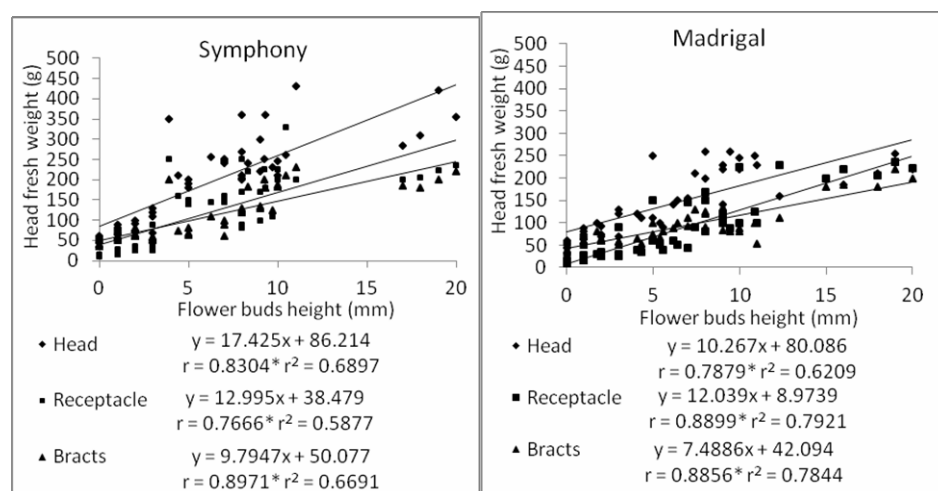 Symphony
Head fresh weight (g)
500
450
400
350
300
250
200
150
100
50
0
0 5 10 15 20
Flower buds height (mm)
Head y = 17.425x + 86.214
r = 0.8304* r² = 0.6897
Receptacle y = 12.995x + 38.479
r = 0.7666* r² = 0.5877
Bracts y = 9.7947x + 50.077
r = 0.8971* r² = 0.6691
Madrigal
Head fresh weight (g)
500
450
400
350
300
250
200
150
100
50
0
0 5 10 15 20
Flower buds height (mm)
Head y = 10.267x + 80.086
r = 0.7879* r² = 0.6209
Receptacle y = 12.039x + 8.9739
r = 0.8899* r² = 0.7921
Bracts y = 7.4886x + 42.094
r = 0.8856* r² = 0.7844